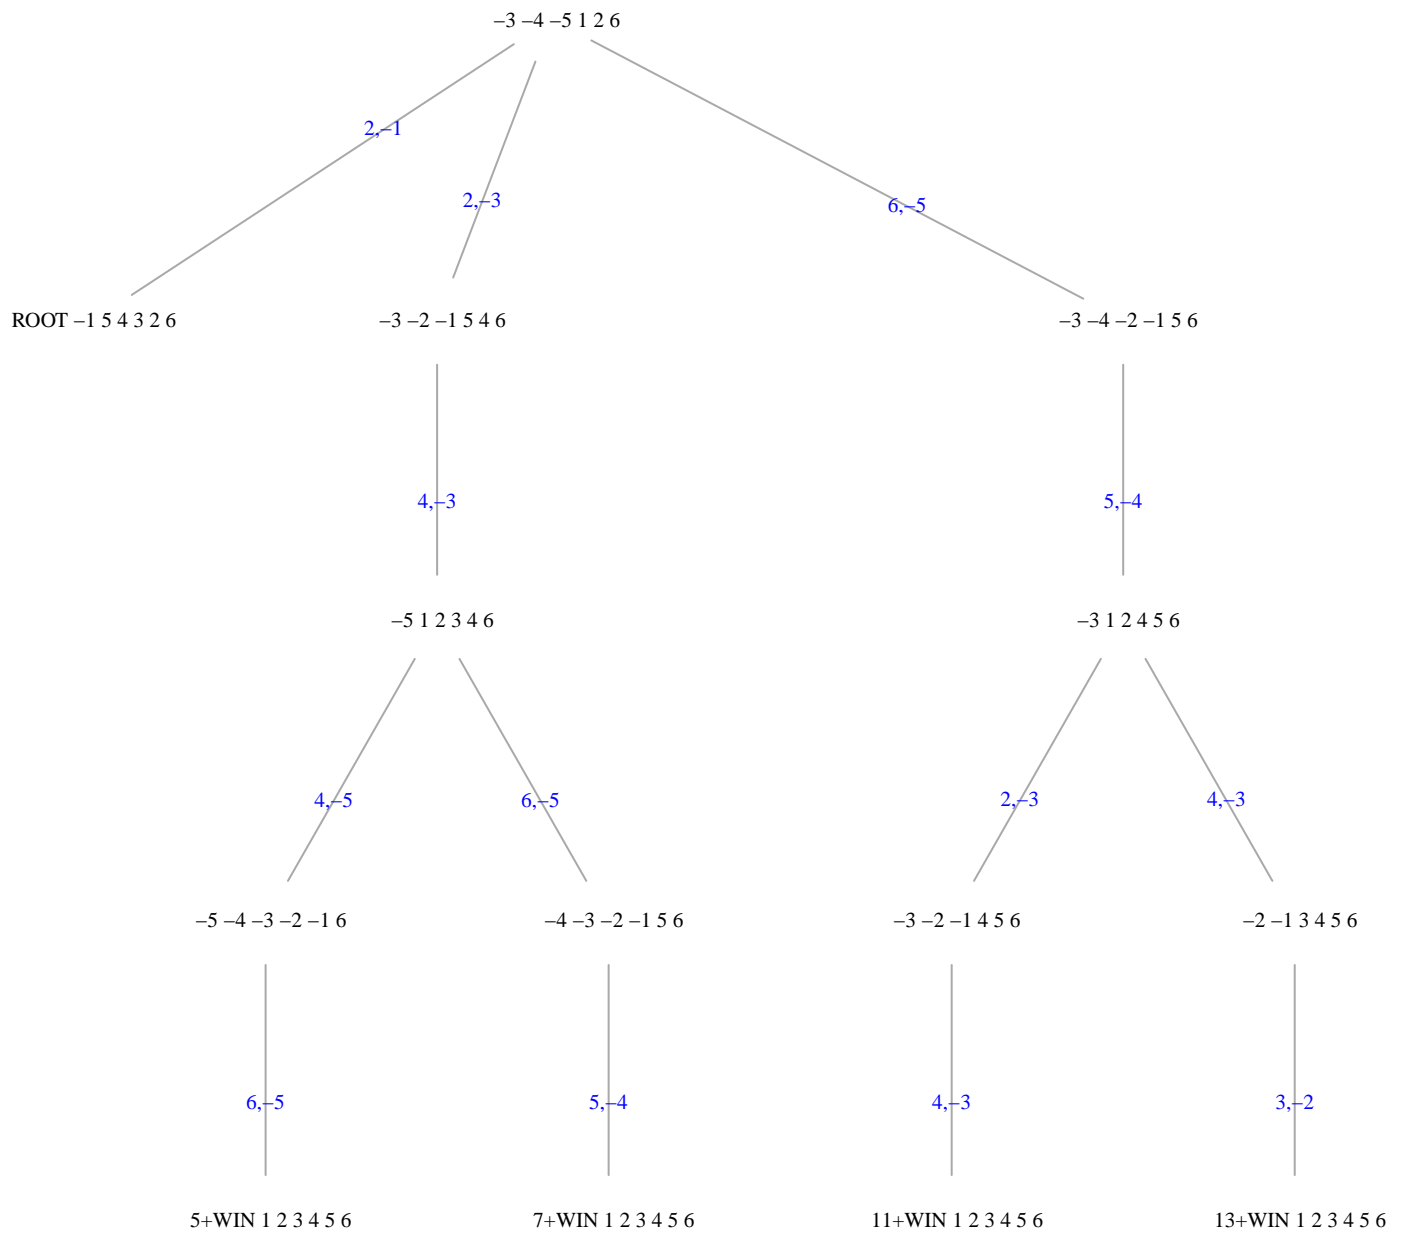 –3 –4 –5 1 2 6
2,–1
2,–3
6,–5
ROOT –1 5 4 3 2 6
–3 –2 –1 5 4 6
–3 –4 –2 –1 5 6
4,–3
5,–4
–5 1 2 3 4 6
–3 1 2 4 5 6
4,–5
6,–5
2,–3
4,–3
–5 –4 –3 –2 –1 6
–4 –3 –2 –1 5 6
–3 –2 –1 4 5 6
–2 –1 3 4 5 6
6,–5
5,–4
4,–3
3,–2
5+WIN 1 2 3 4 5 6
7+WIN 1 2 3 4 5 6
11+WIN 1 2 3 4 5 6
13+WIN 1 2 3 4 5 6